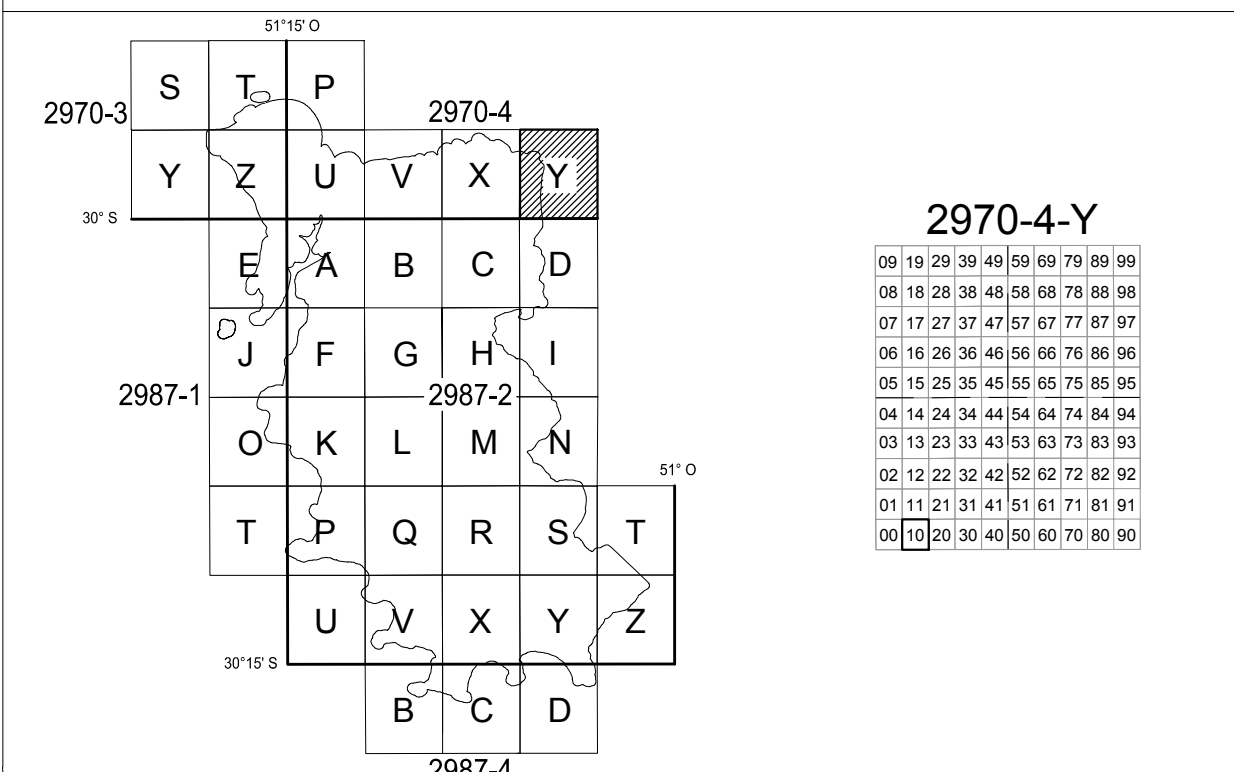 51°15' O
S T P
2970-3 2970-4
Y Z U V X Y
30° S
E A B C D
J F G H I
2987-1 2987-2
O K L M N
51° O
T P Q R S T
U V X Y Z
30°15' S
B C D
2987-4
2970-4-Y
09 19 29 39 49 59 69 79 89 99
08 18 28 38 48 58 68 78 88 98
07 17 27 37 47 57 67 77 87 97
06 16 26 36 46 56 66 76 86 96
05 15 25 35 45 55 65 75 85 95
04 14 24 34 44 54 64 74 84 94
03 13 23 33 43 53 63 73 83 93
02 12 22 32 42 52 62 72 82 92
01 11 21 31 41 51 61 71 81 91
00 10 20 30 40 50 60 70 80 90